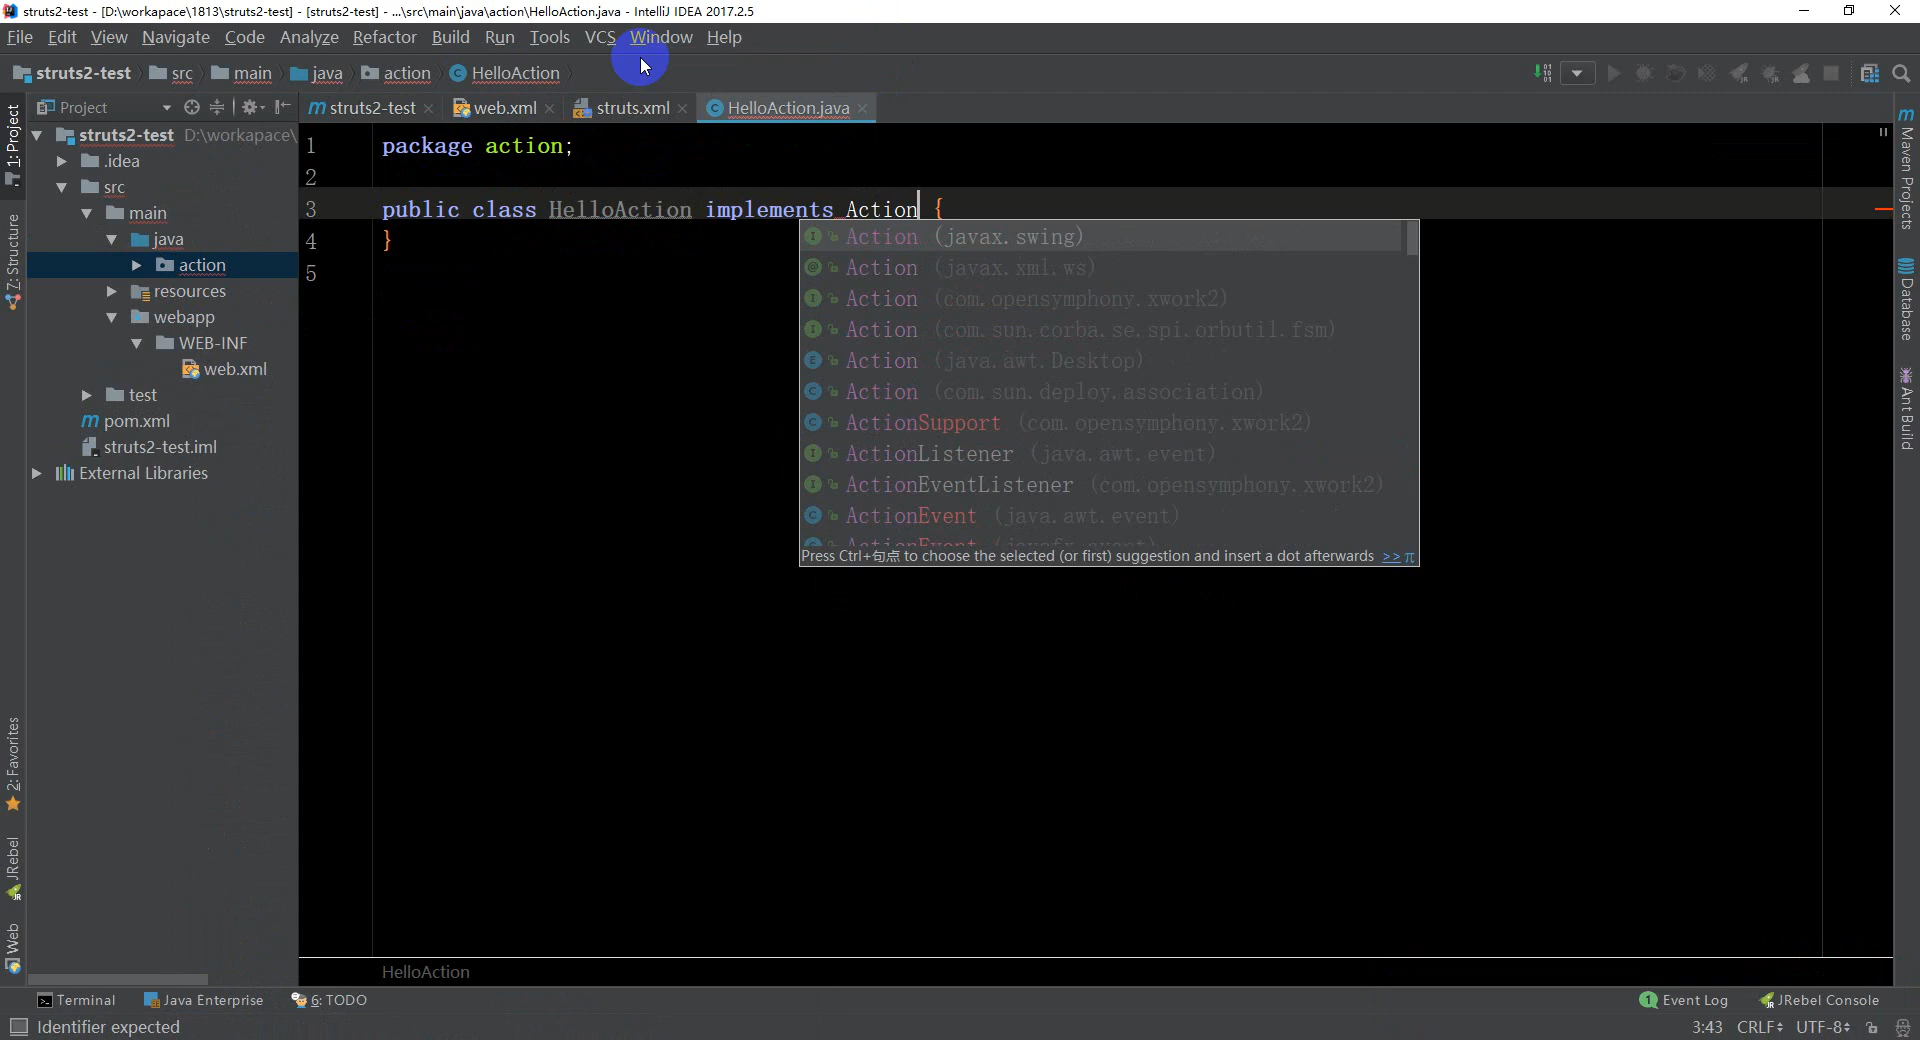 struts2-test - [D:\workapace\1813\struts2-test] - [struts2-test] - ...\src\main\java\action\HelloAction.java - IntelliJ IDEA 2017.2.5
File Edit View Navigate Code Analyze Refactor Build Run Tools VCS Window Help
struts2-test src main java action HelloAction
Project struts2-test web.xml struts.xml HelloAction.java
1: Project
7: Structure
2: Favorites
JRebel
Web
struts2-test D:\workapace\
.idea
src
main
java
action
resources
webapp
WEB-INF
web.xml
test
pom.xml
struts2-test.iml
External Libraries
1 package action;
2
3 public class HelloAction implements Action {
4 }
5
Action (javax.swing)
Action (javax.xml.ws)
Action (com.opensymphony.xwork2)
Action (com.sun.corba.se.spi.orbutil.fsm)
Action (java.awt.Desktop)
Action (com.sun.deploy.association)
ActionSupport (com.opensymphony.xwork2)
ActionListener (java.awt.event)
ActionEventListener (com.opensymphony.xwork2)
ActionEvent (java.awt.event)
ActionEvent (javafx.event)
Press Ctrl+句点 to choose the selected (or first) suggestion and insert a dot afterwards >> π
Maven Projects
Database
Ant Build
HelloAction
Terminal Java Enterprise 6: TODO 1 Event Log JRebel Console
Identifier expected 3:43 CRLF UTF-8